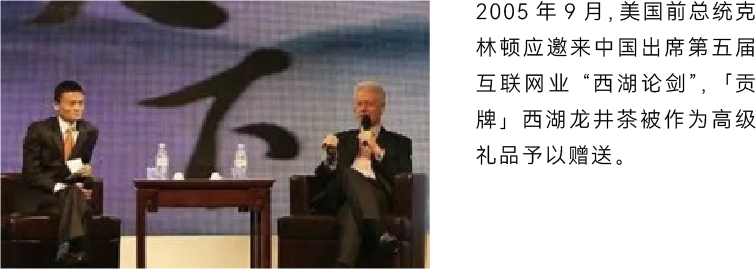 下
2005 年 9 月,美国前总统克
林顿应邀来中国出席第五届
互联网业 “西湖论剑”,「贡
牌」西湖龙井茶被作为高级
礼品予以赠送。